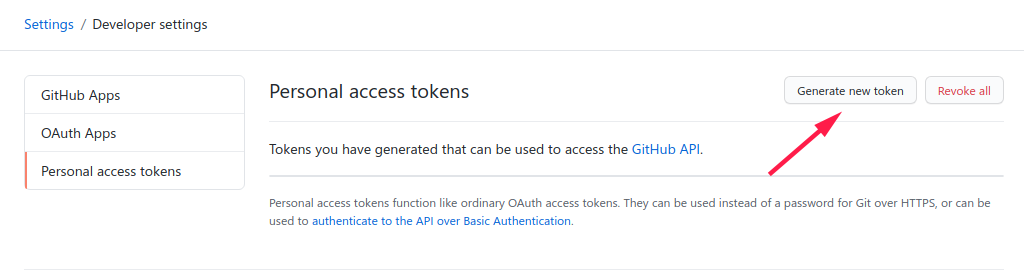 Settings / Developer settings
GitHub Apps
OAuth Apps
Personal access tokens
Personal access tokens
Generate new token
Revoke all
Tokens you have generated that can be used to access the GitHub API.
Personal access tokens function like ordinary OAuth access tokens. They can be used instead of a password for Git over HTTPS, or can be
used to authenticate to the API over Basic Authentication.